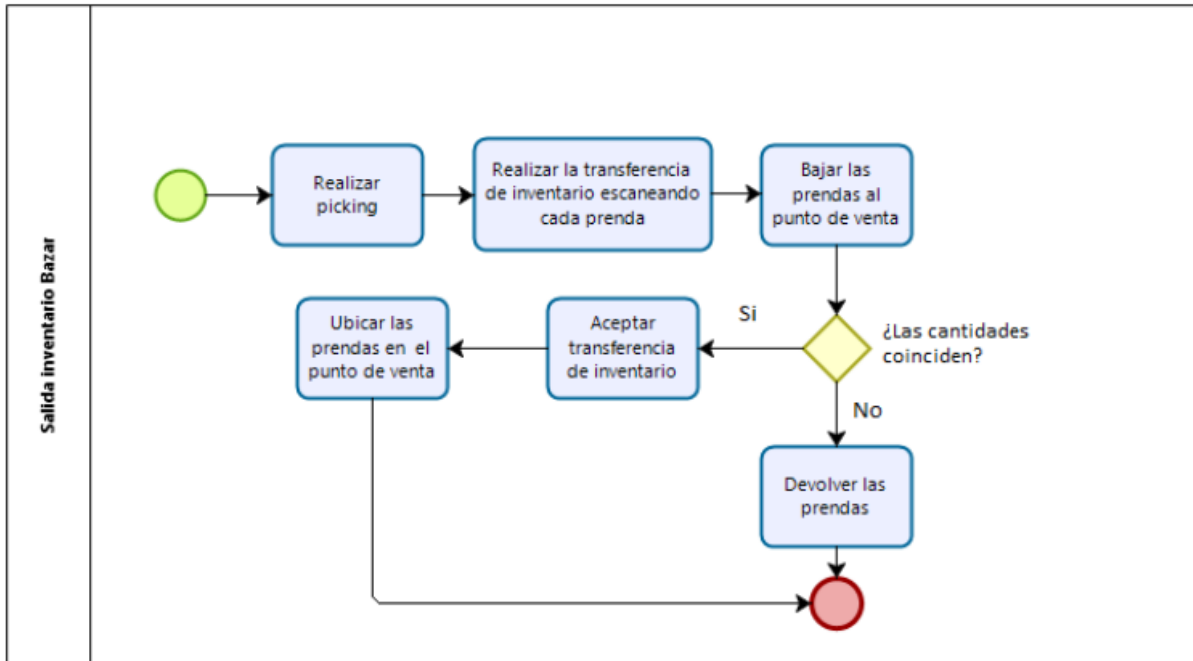 Salida inventario Bazar
Realizar
picking
Realizar la transferencia
de inventario escaneando
cada prenda
Bajar las
prendas al
punto de venta
¿Las cantidades
coinciden?
Si
Aceptar
transferencia
de inventario
Ubicar las
prendas en el
punto de venta
No
Devolver las
prendas